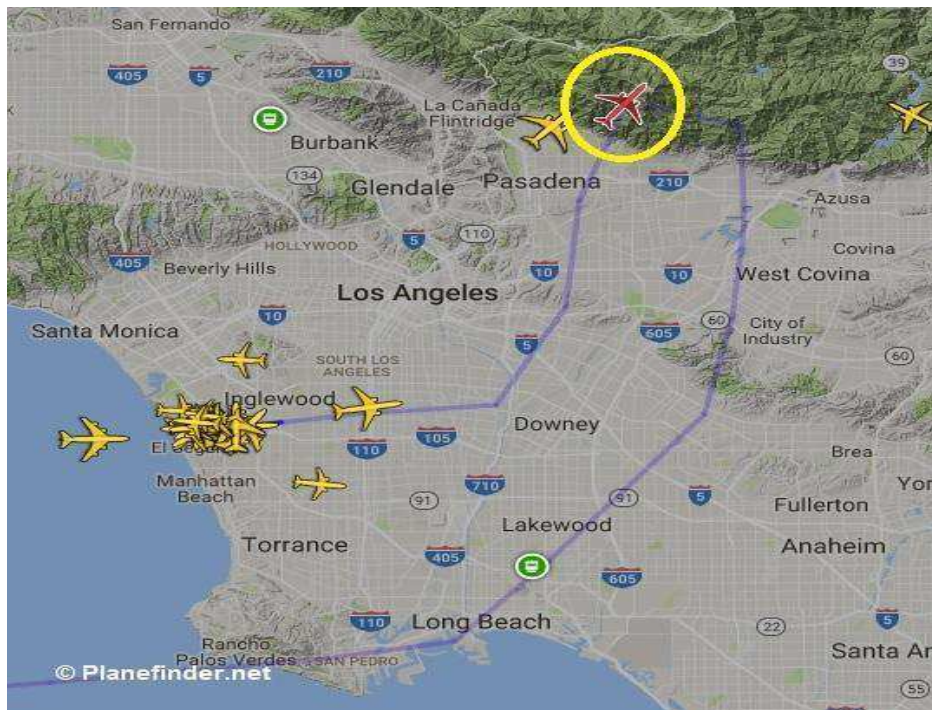 San Fernando
405
5
210
39
La Cañada
Flintridge
Burbank
134
Glendale
Pasadena
210
Azusa
110
HOLLYWOOD
5
405
Beverly Hills
10
10
Covina
West Covina
Los Angeles
10
Santa Monica
60
City of
Industry
605
5
60
SOUTH LOS
ANGELES
Inglewood
Downey
105
110
Brea
Manhattan
Beach
710
91
91
5
Fullerton
Lakewood
Torrance
405
Anaheim
605
110
Long Beach
22
5
Rancho
Palos Verdes
SAN PEDRO
Santa
© Planefinder.net
55